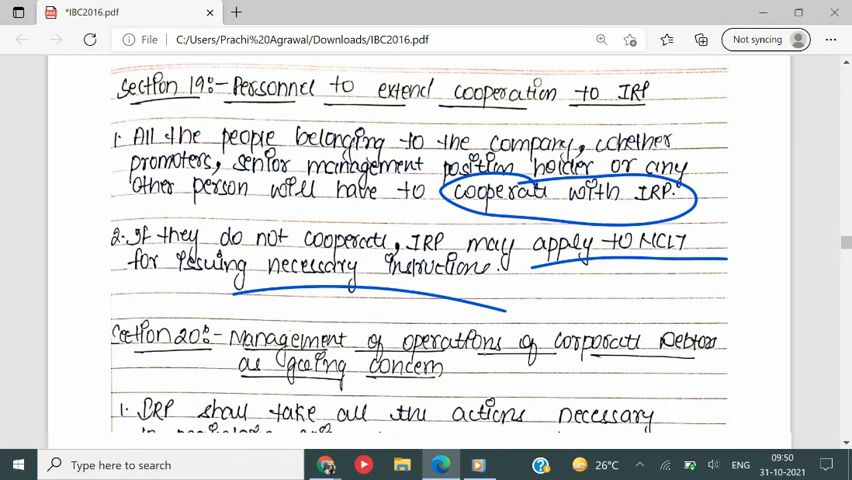 *IBC2016.pdf
File
C:/Users/Prachi%20Agrawal/Downloads/IBC2016.pdf
Not syncing
Section 19:- Personnel to extend cooperation to IRP
1. All the people belonging to the company, whether
promoters, senior management position holder or any
other person will have to cooperate with IRP.
2. If they do not cooperate, IRP may apply to NCLT
for issuing necessary instructions.
Section 20:- Management of operations of corporate Debtors
as going concern
1. IRP shall take all the actions necessary
Type here to search
26°C
ENG
09:50
31-10-2021